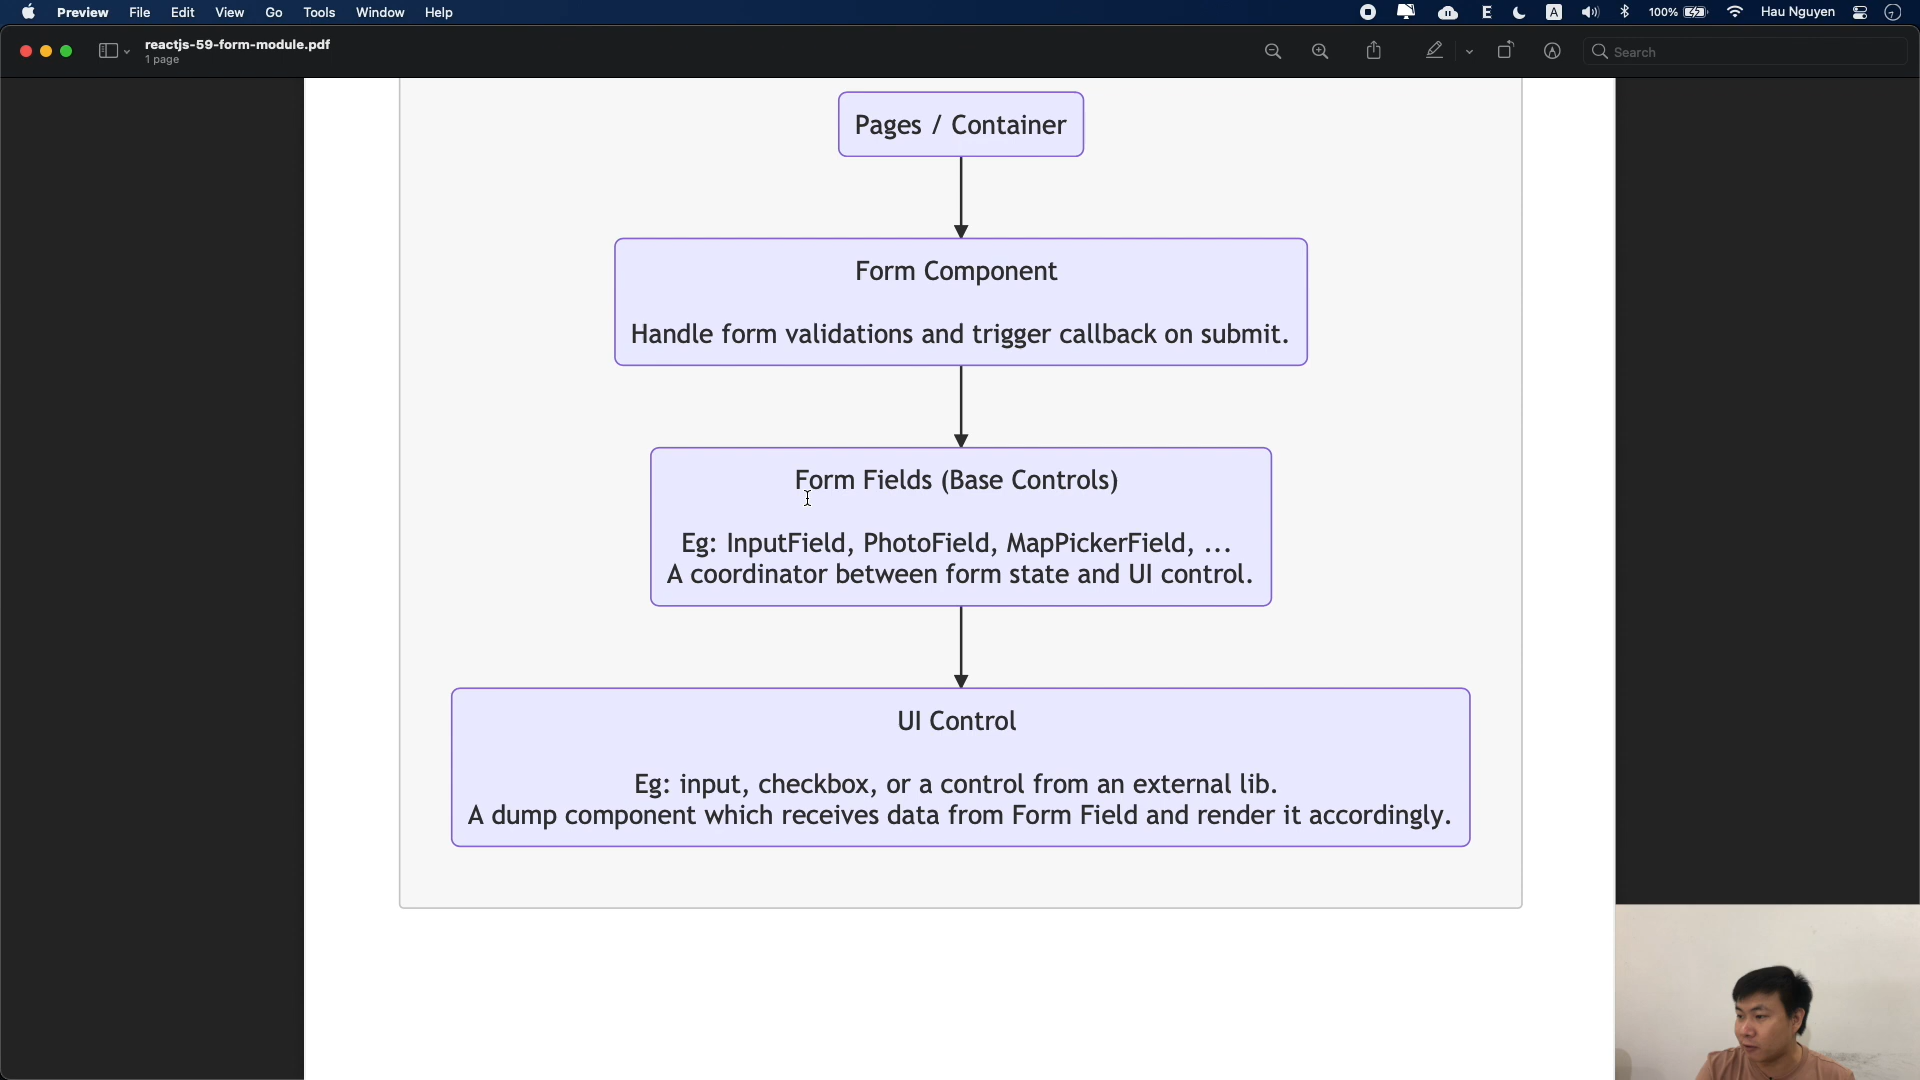 Preview File Edit View Go Tools Window Help
E A 100% Hau Nguyen
reactjs-59-form-module.pdf
1 page
Search
Pages / Container
Form Component
Handle form validations and trigger callback on submit.
Form Fields (Base Controls)
Eg: InputField, PhotoField, MapPickerField, ...
A coordinator between form state and UI control.
UI Control
Eg: input, checkbox, or a control from an external lib.
A dump component which receives data from Form Field and render it accordingly.